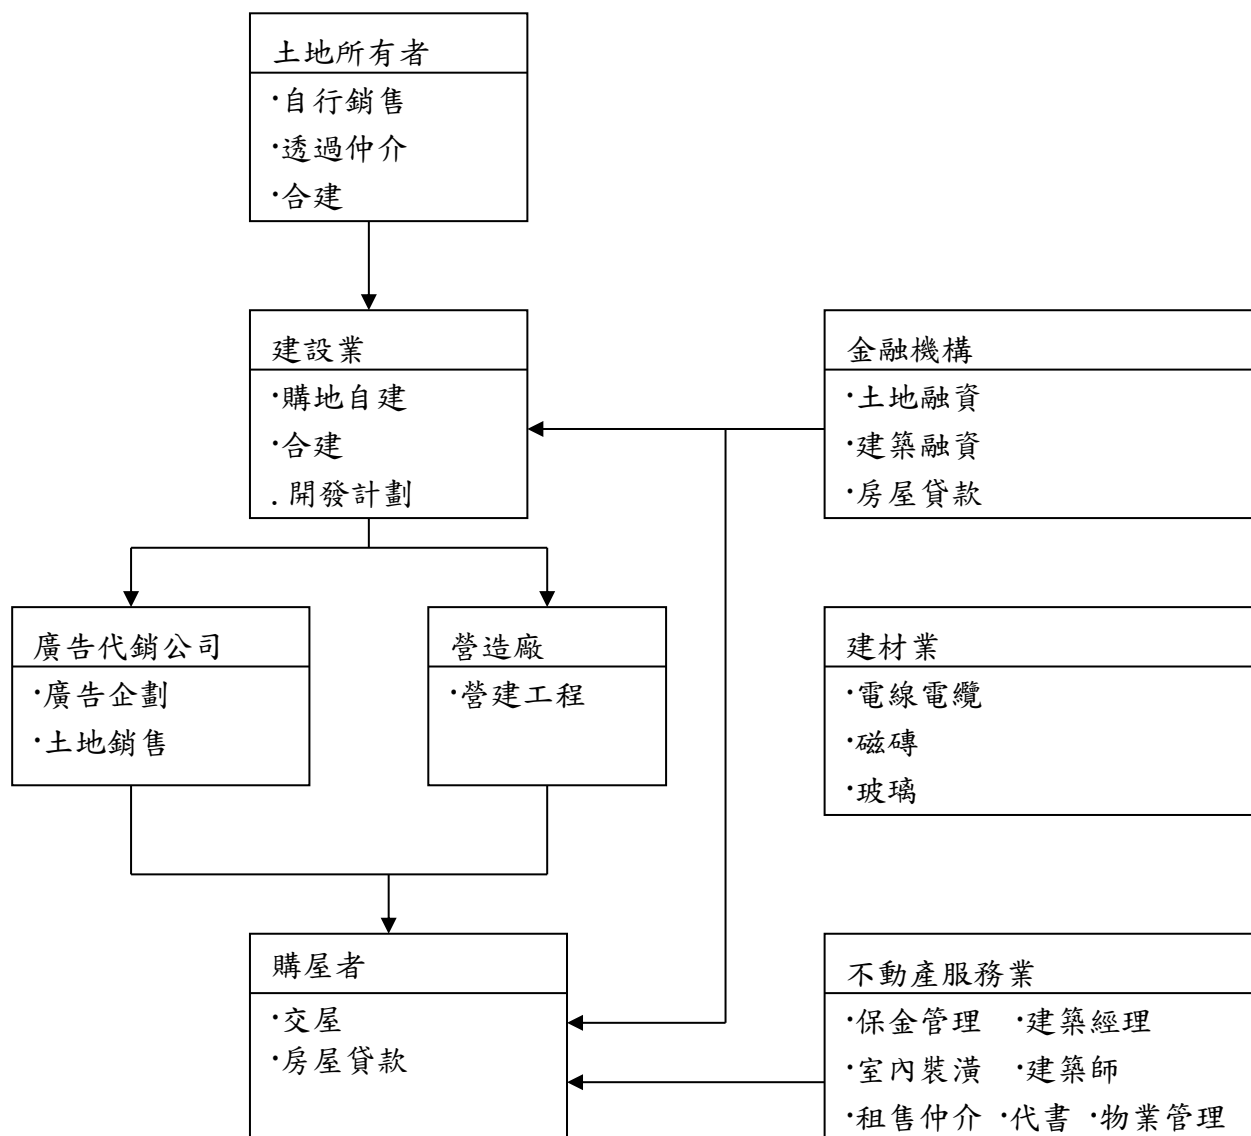 土地所有者
·自行銷售
·透過仲介
·合建
建設業
·購地自建
·合建
.開發計劃
金融機構
·土地融資
·建築融資
·房屋貸款
廣告代銷公司
·廣告企劃
·土地銷售
營造廠
·營建工程
建材業
·電線電纜
·磁磚
·玻璃
購屋者
·交屋
·房屋貸款
不動產服務業
·保金管理 ·建築經理
·室內裝潢 ·建築師
·租售仲介 ·代書 ·物業管理